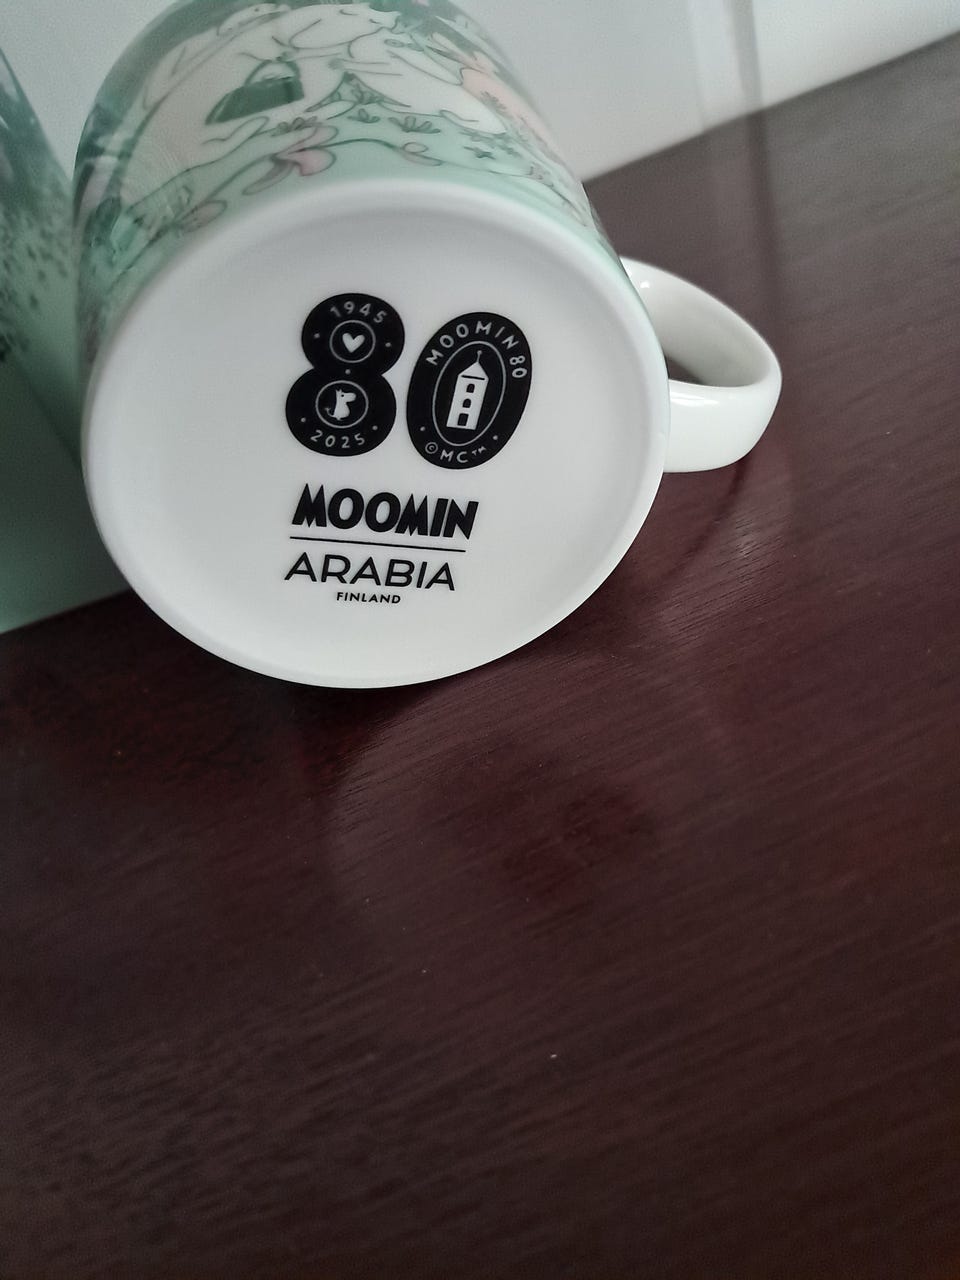 1945
2025
80
MOOMIN 80
© MC™
MOOMIN
ARABIA
FINLAND